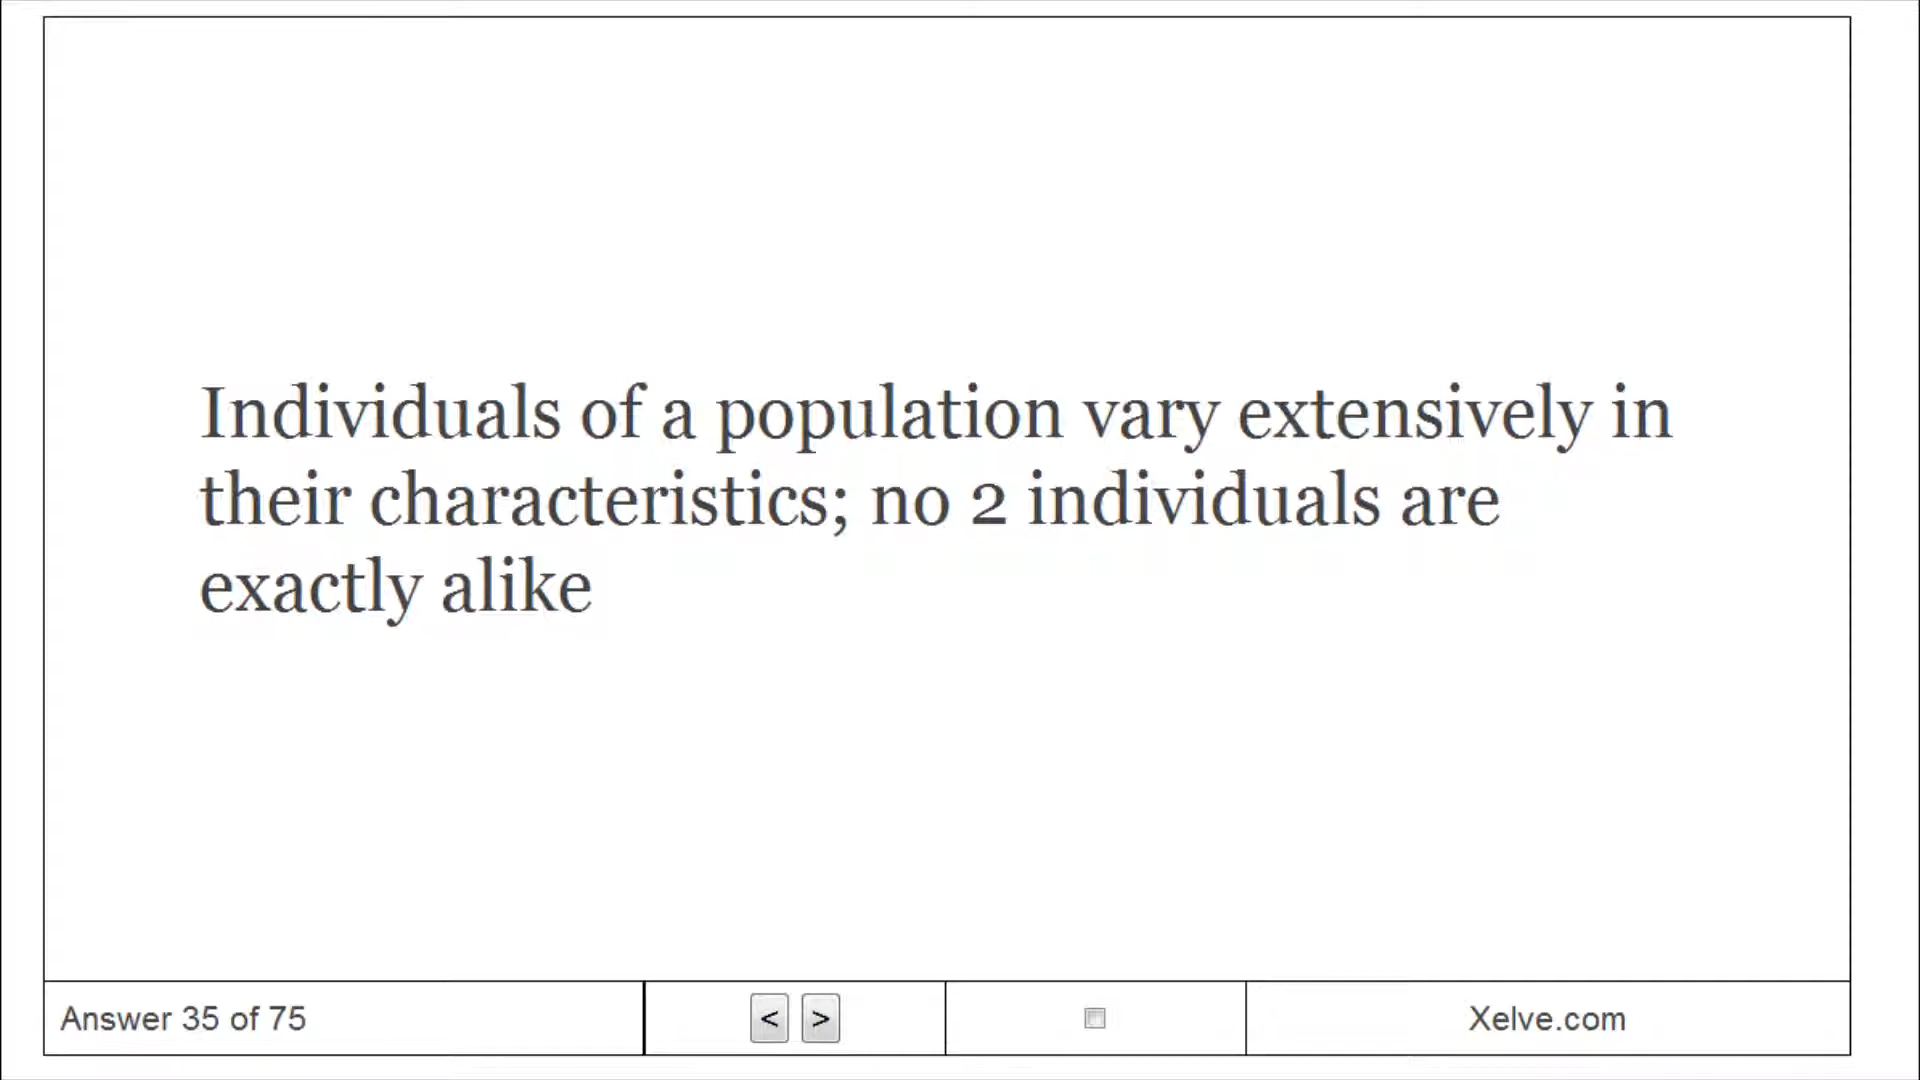 Individuals of a population vary extensively in
their characteristics; no 2 individuals are
exactly alike
Answer 35 of 75
< >
Xelve.com